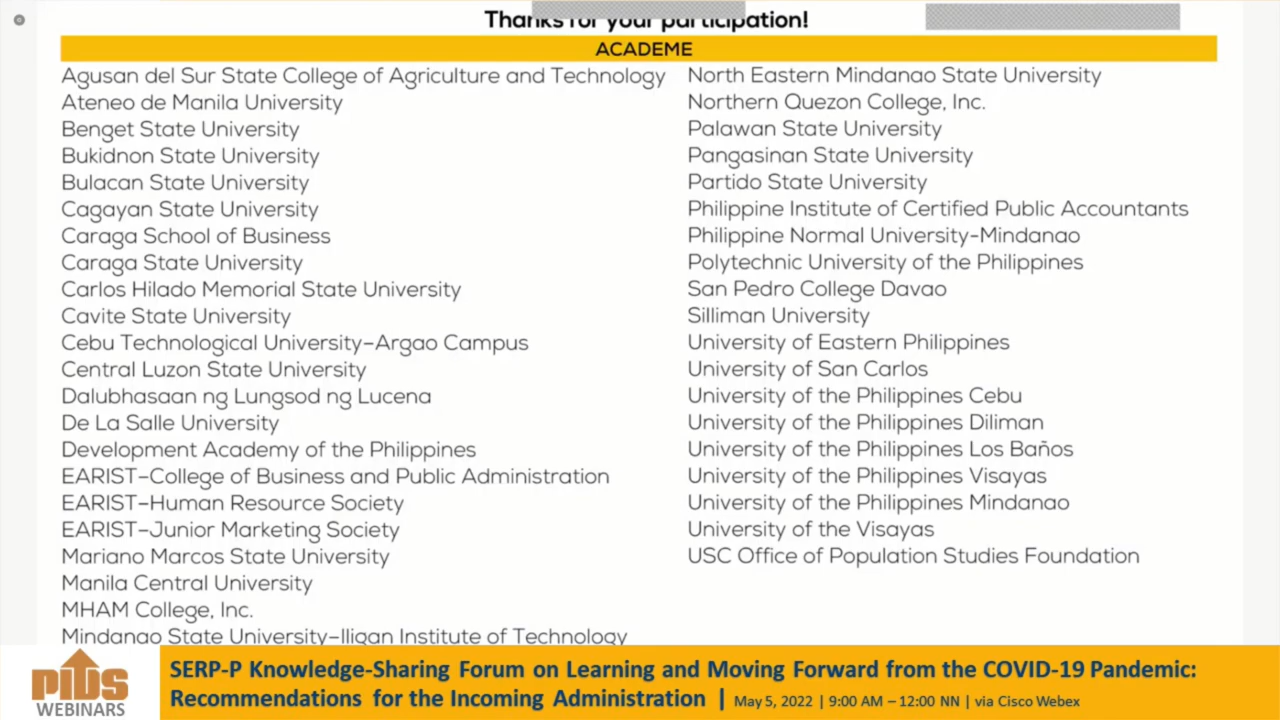 Thanks for your participation!
ACADEME
Agusan del Sur State College of Agriculture and Technology
Ateneo de Manila University
Benget State University
Bukidnon State University
Bulacan State University
Cagayan State University
Caraga School of Business
Caraga State University
Carlos Hilado Memorial State University
Cavite State University
Cebu Technological University–Argao Campus
Central Luzon State University
Dalubhasaan ng Lungsod ng Lucena
De La Salle University
Development Academy of the Philippines
EARIST–College of Business and Public Administration
EARIST–Human Resource Society
EARIST–Junior Marketing Society
Mariano Marcos State University
Manila Central University
MHAM College, Inc.
Mindanao State University–Iligan Institute of Technology
North Eastern Mindanao State University
Northern Quezon College, Inc.
Palawan State University
Pangasinan State University
Partido State University
Philippine Institute of Certified Public Accountants
Philippine Normal University-Mindanao
Polytechnic University of the Philippines
San Pedro College Davao
Silliman University
University of Eastern Philippines
University of San Carlos
University of the Philippines Cebu
University of the Philippines Diliman
University of the Philippines Los Baños
University of the Philippines Visayas
University of the Philippines Mindanao
University of the Visayas
USC Office of Population Studies Foundation
PIDS
WEBINARS
SERP-P Knowledge-Sharing Forum on Learning and Moving Forward from the COVID-19 Pandemic:
Recommendations for the Incoming Administration | May 5, 2022 | 9:00 AM – 12:00 NN | via Cisco Webex